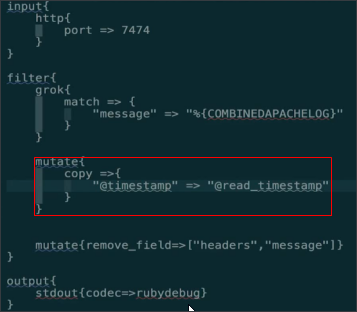 input{
http{
port => 7474
}
}
filter{
grok{
match => {
"message" => "%{COMBINEDAPACHELOG}"
}
}
mutate{
copy =>{
"@timestamp" => "@read_timestamp"
}
}
mutate{remove_field=>["headers","message"]}
}
output{
stdout{codec=>rubydebug}
}